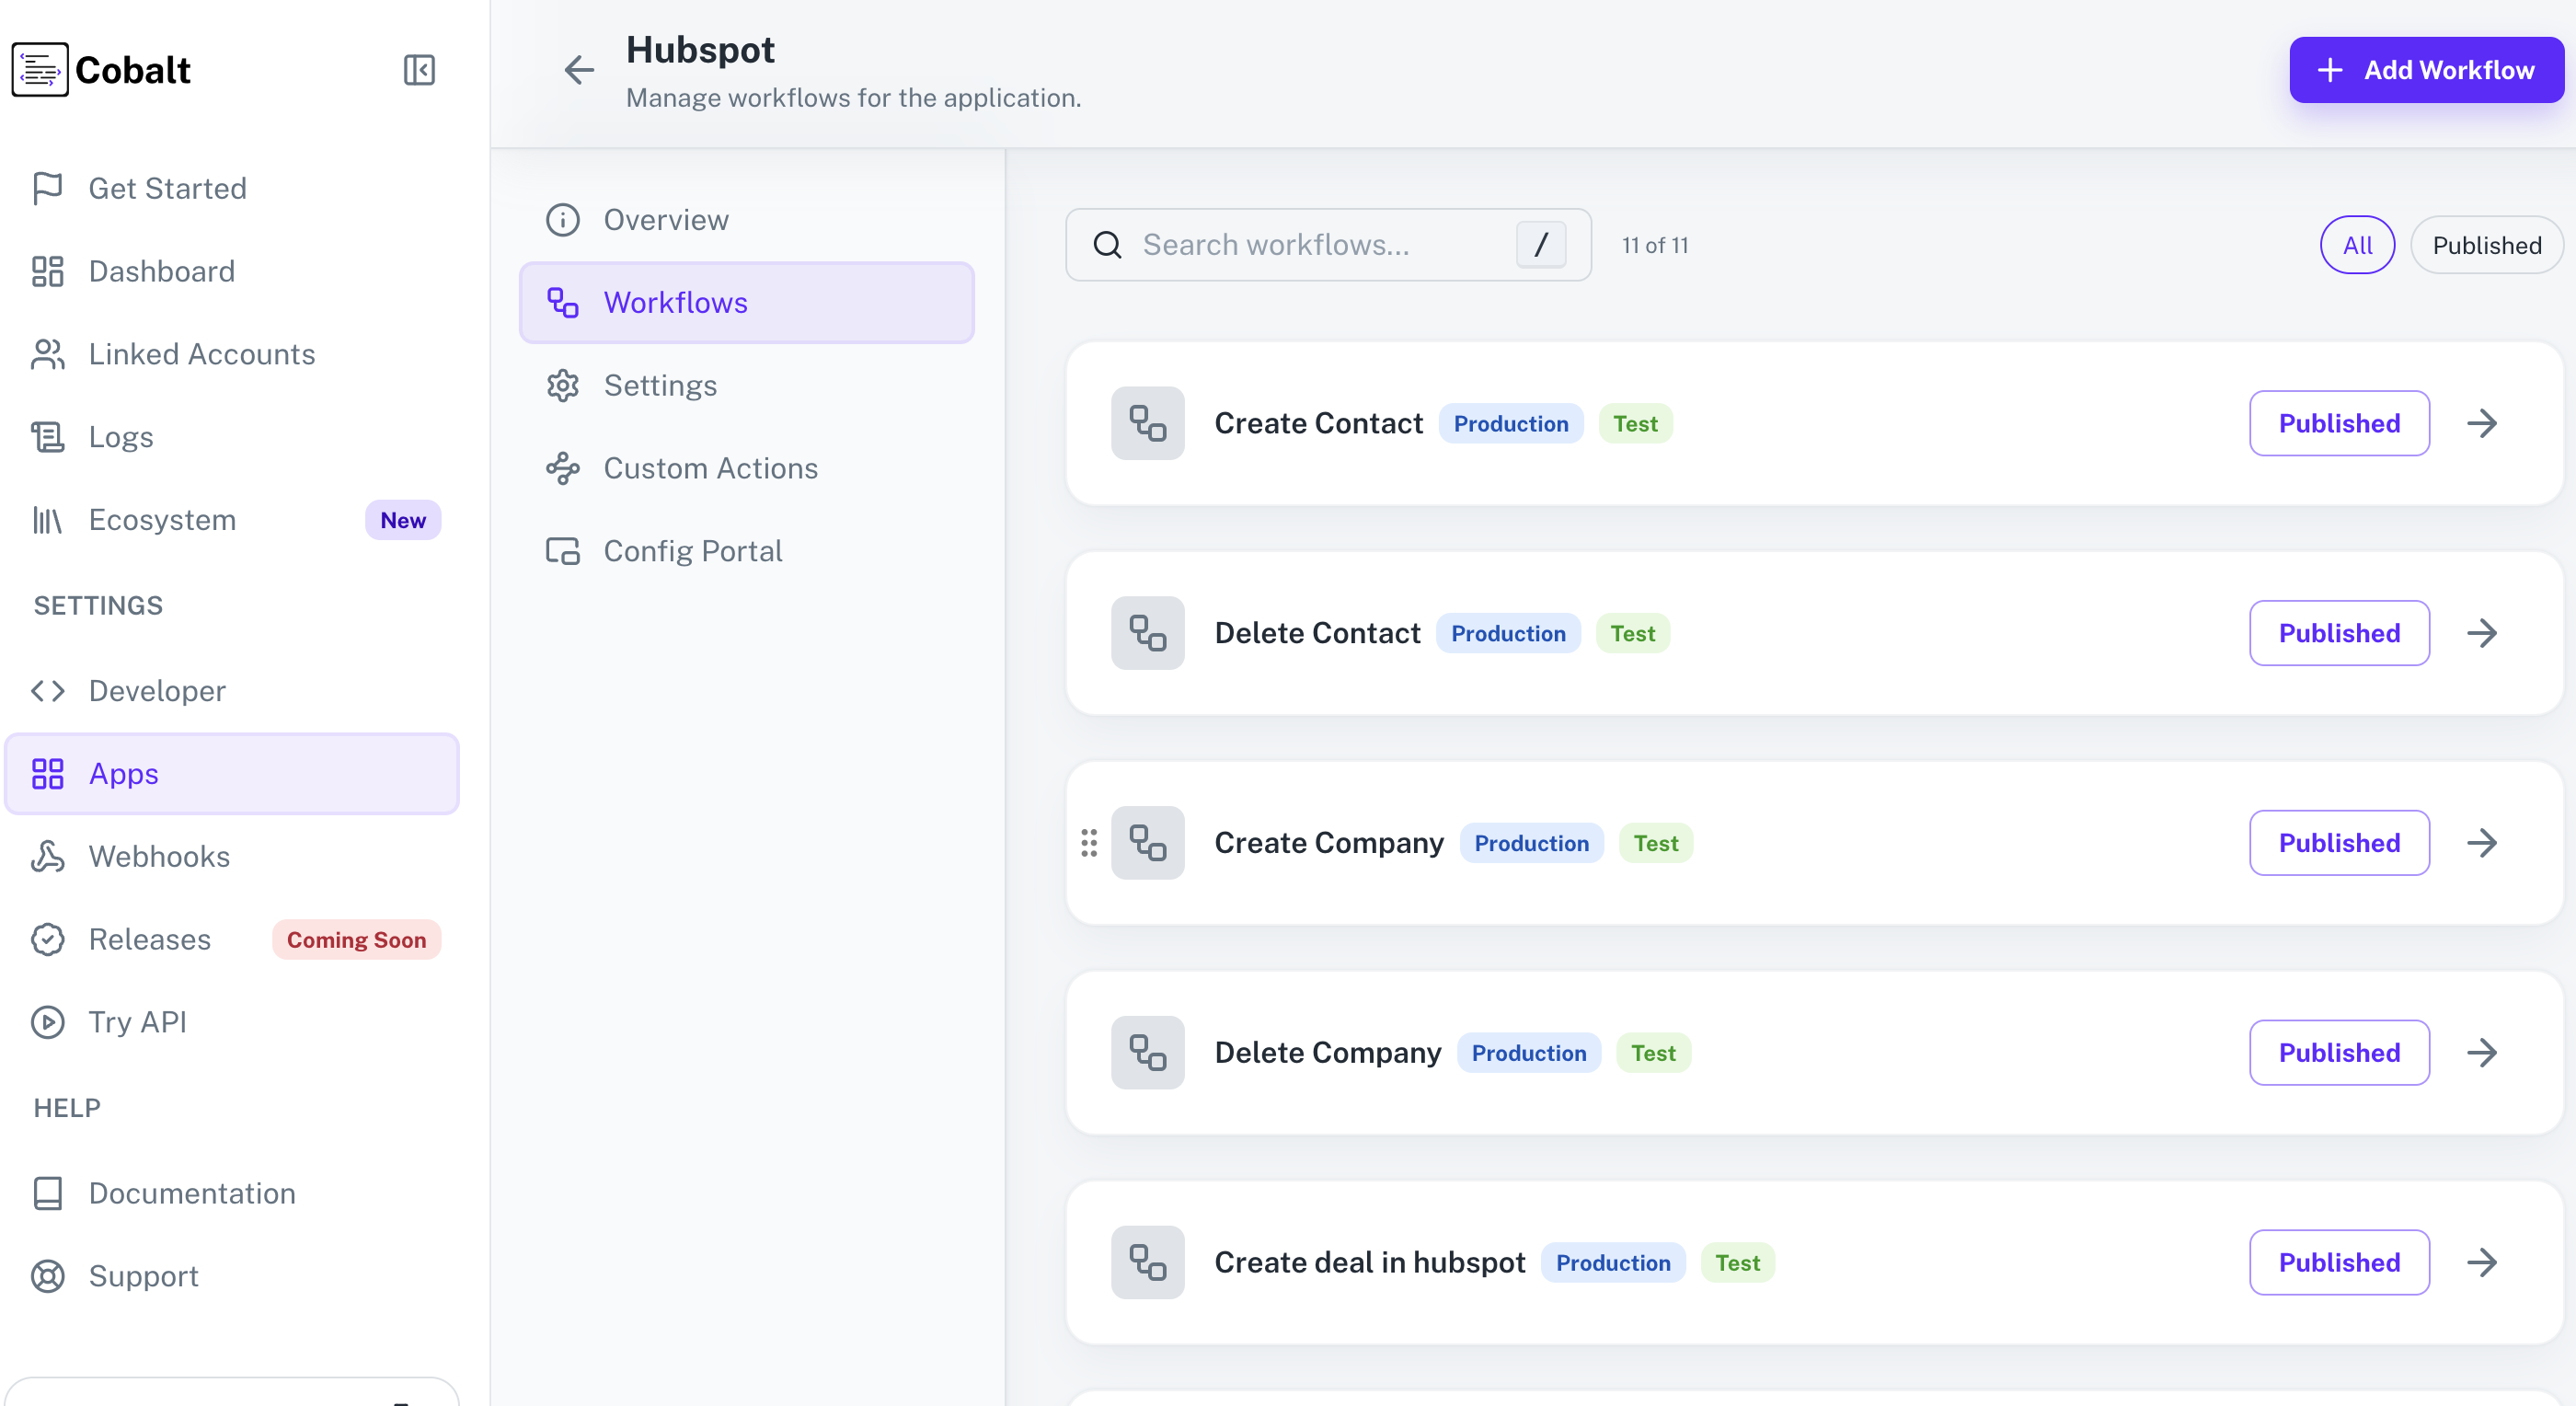 Cobalt
Get Started
Dashboard
Linked Accounts
Logs
Ecosystem New
SETTINGS
Developer
Apps
Webhooks
Releases Coming Soon
Try API
HELP
Documentation
Support
Hubspot
Manage workflows for the application.
Add Workflow
Overview
Workflows
Settings
Custom Actions
Config Portal
Search workflows... /
11 of 11
All
Published
Create Contact Production Test Published
Delete Contact Production Test Published
Create Company Production Test Published
Delete Company Production Test Published
Create deal in hubspot Production Test Published